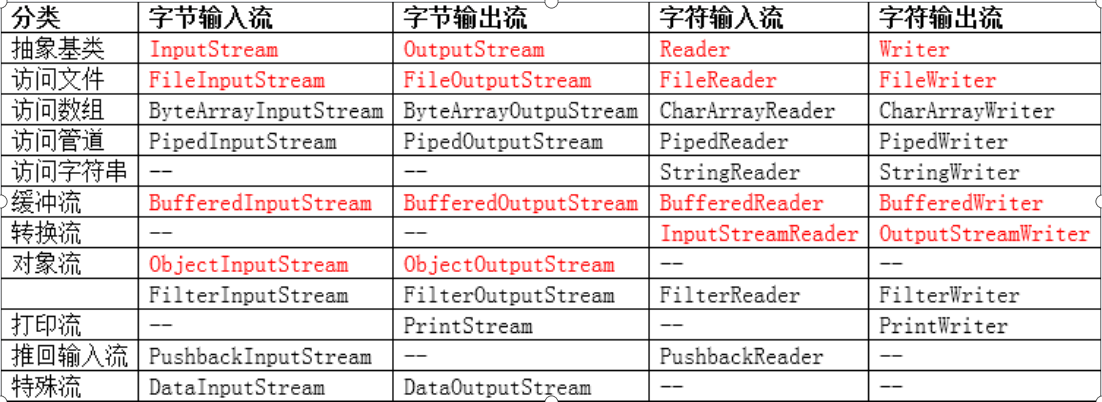 分类 字节输入流 字节输出流 字符输入流 字符输出流
抽象基类 InputStream OutputStream Reader Writer
访问文件 FileInputStream FileOutputStream FileReader FileWriter
访问数组 ByteArrayInputStream ByteArrayOutpuStream CharArrayReader CharArrayWriter
访问管道 PipedInputStream PipedOutputStream PipedReader PipedWriter
访问字符串 -- -- StringReader StringWriter
缓冲流 BufferedInputStream BufferedOutputStream BufferedReader BufferedWriter
转换流 -- -- InputStreamReader OutputStreamWriter
对象流 ObjectInputStream ObjectOutputStream -- --
FilterInputStream FilterOutputStream FilterReader FilterWriter
打印流 -- PrintStream -- PrintWriter
推回输入流 PushbackInputStream -- PushbackReader --
特殊流 DataInputStream DataOutputStream -- --